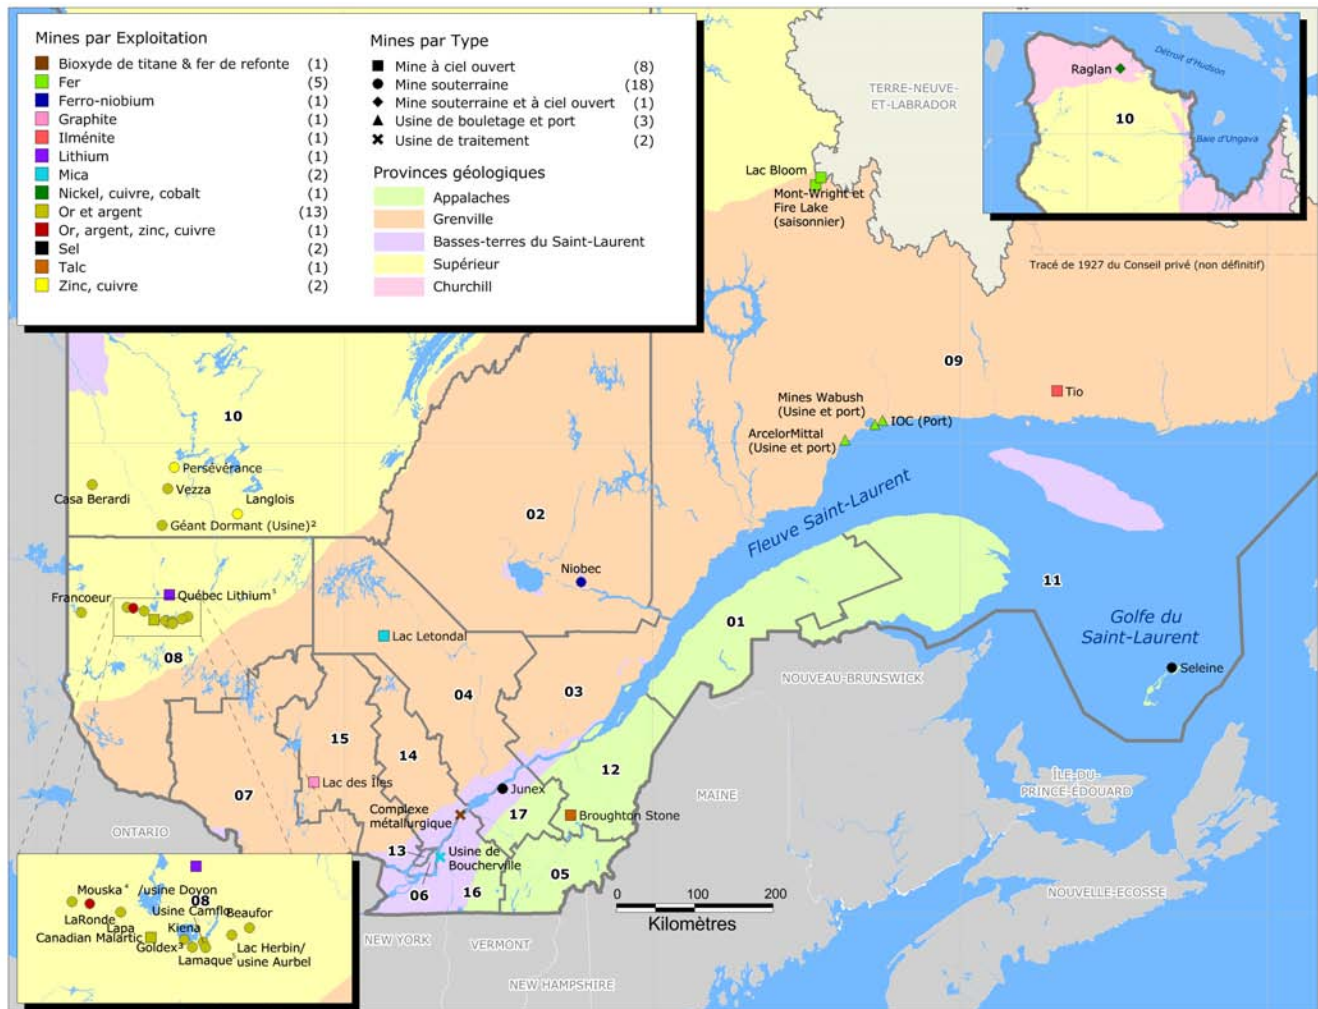 Mines par Exploitation
Bioxyde de titane & fer de refonte (1)
Fer (5)
Ferro-niobium (1)
Graphite (1)
Ilménite (1)
Lithium (1)
Mica (2)
Nickel, cuivre, cobalt (1)
Or et argent (13)
Or, argent, zinc, cuivre (1)
Sel (2)
Talc (1)
Zinc, cuivre (2)
Mines par Type
Mine à ciel ouvert (8)
Mine souterraine (18)
Mine souterraine et à ciel ouvert (1)
Usine de bouletage et port (3)
Usine de traitement (2)
Provinces géologiques
Appalaches
Grenville
Basses-terres du Saint-Laurent
Supérieur
Churchill
TERRE-NEUVE-
ET-LABRADOR
Raglan
Détroit d'Hudson
10
Baie d'Ungava
Lac Bloom
Mont-Wright et
Fire Lake
(saisonnier)
Tracé de 1927 du Conseil privé (non définitif)
09
Tio
Mines Wabush
(Usine et port)
IOC (Port)
ArcelorMittal
(Usine et port)
10
Persévérance
Casa Berardi
Vezza
Langlois
Géant Dormant (Usine)²
02
Niobec
Fleuve Saint-Laurent
11
Golfe du
Saint-Laurent
Seleine
01
Francoeur
Québec Lithium¹
08
Lac Letondal
04
03
NOUVEAU-BRUNSWICK
15
14
07
Lac des Îles
12
17
Junex
Complexe
métallurgique
Broughton Stone
MAINE
ÎLE-DU-
PRINCE-ÉDOUARD
ONTARIO
13
Usine de
Boucherville
06
16
05
0 100 200
Kilomètres
NOUVELLE-ÉCOSSE
NEW YORK
VERMONT
NEW HAMPSHIRE
Mouska⁴ /usine Doyon
08
LaRonde
Usine Camflo
Beaufor
Lapa
Kiena
Canadian Malartic
Goldex³
Lac Herbin/
usine Aurbel
Lamaque⁵